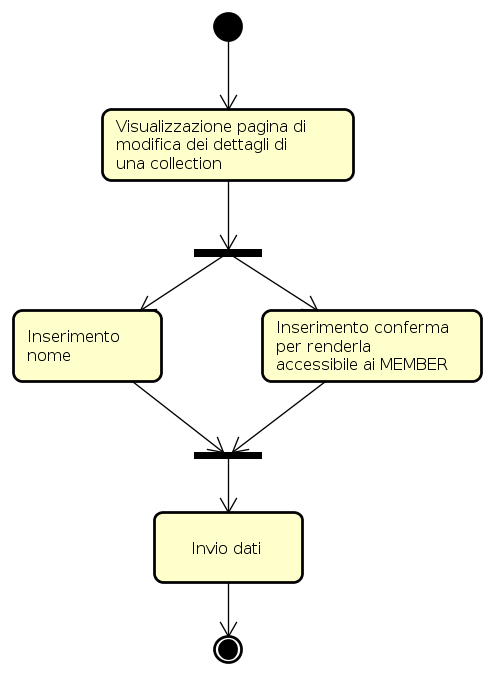 Visualizzazione pagina di
modifica dei dettagli di
una collection
Inserimento
nome
Inserimento conferma
per renderla
accessibile ai MEMBER
Invio dati